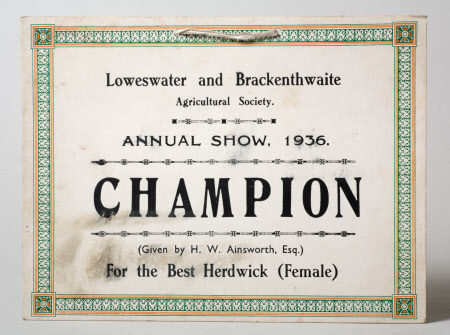 Loweswater and Brackenthwaite
Agricultural Society.
ANNUAL SHOW, 1936.
CHAMPION
(Given by H. W. Ainsworth, Esq.)
For the Best Herdwick (Female)